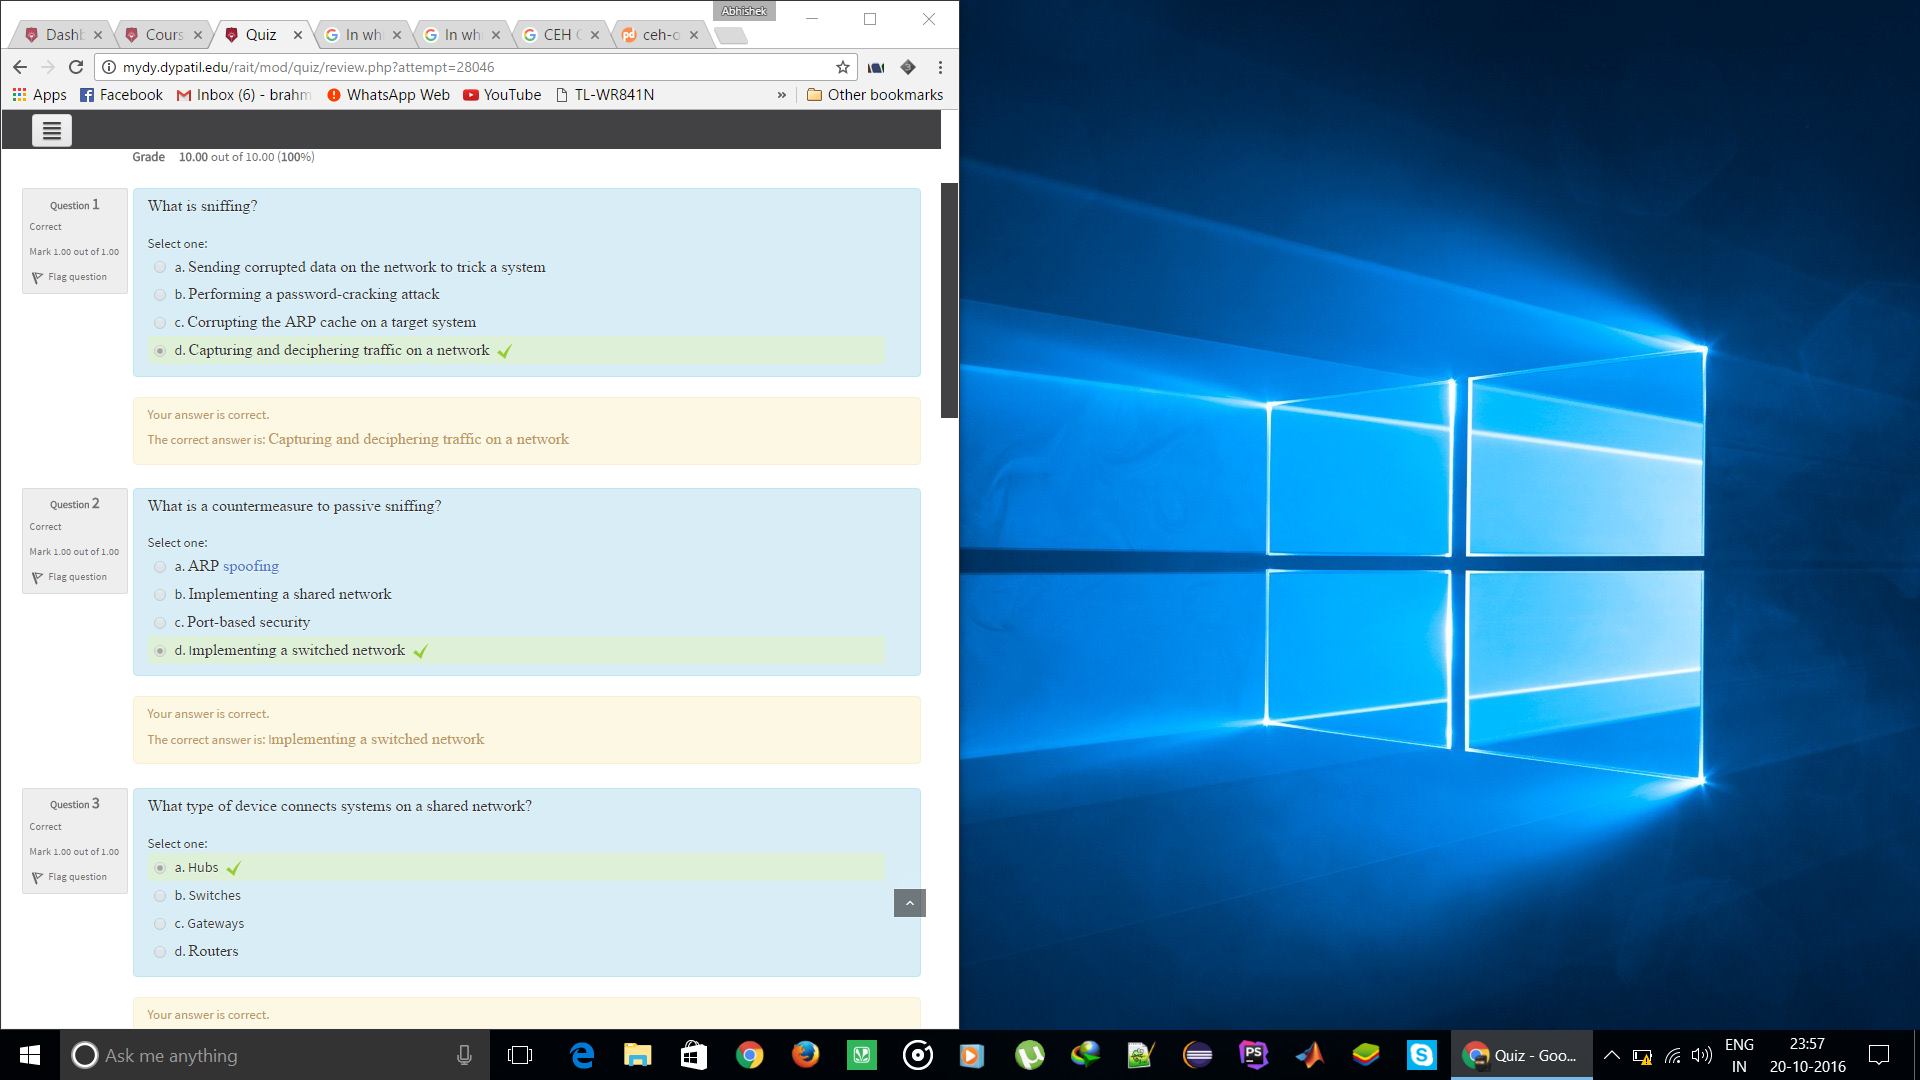 Abhishek
Dash
Cours
Quiz
In wh
In wh
CEH
ceh-
mydy.dypatil.edu/rait/mod/quiz/review.php?attempt=28046
Apps
Facebook
Inbox (6) - brahm
WhatsApp Web
YouTube
TL-WR841N
»
Other bookmarks
Grade 10.00 out of 10.00 (100%)
Question 1
Correct
Mark 1.00 out of 1.00
Flag question
What is sniffing?
Select one:
a. Sending corrupted data on the network to trick a system
b. Performing a password-cracking attack
c. Corrupting the ARP cache on a target system
d. Capturing and deciphering traffic on a network
Your answer is correct.
The correct answer is: Capturing and deciphering traffic on a network
Question 2
Correct
Mark 1.00 out of 1.00
Flag question
What is a countermeasure to passive sniffing?
Select one:
a. ARP spoofing
b. Implementing a shared network
c. Port-based security
d. Implementing a switched network
Your answer is correct.
The correct answer is: Implementing a switched network
Question 3
Correct
Mark 1.00 out of 1.00
Flag question
What type of device connects systems on a shared network?
Select one:
a. Hubs
b. Switches
c. Gateways
d. Routers
Your answer is correct.
Ask me anything
PS
Quiz - Goo...
ENG
IN
23:57
20-10-2016